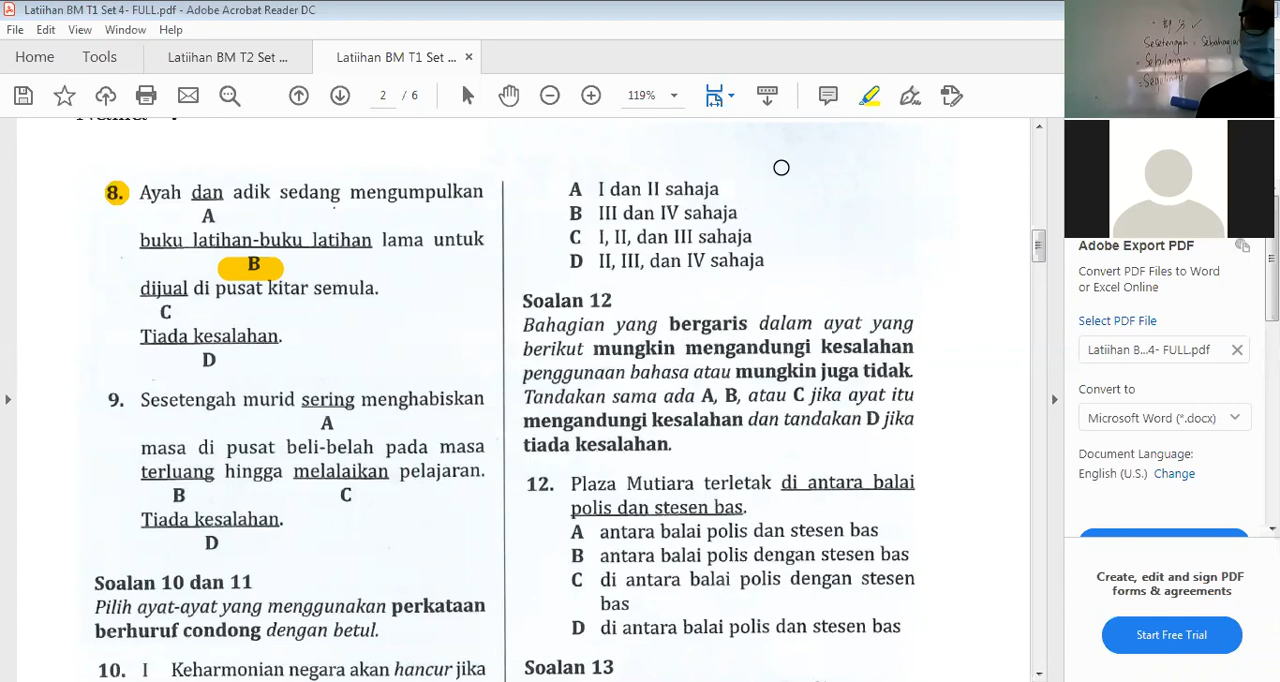 Latiihan BM T1 Set 4- FULL.pdf - Adobe Acrobat Reader DC
File Edit View Window Help
Home Tools Latiihan BM T2 Set ... Latiihan BM T1 Set ... ×
2 / 6 119%
8. Ayah dan adik sedang mengumpulkan
A
buku latihan-buku latihan lama untuk
B
dijual di pusat kitar semula.
C
Tiada kesalahan.
D
9. Sesetengah murid sering menghabiskan
A
masa di pusat beli-belah pada masa
terluang hingga melalaikan pelajaran.
B C
Tiada kesalahan.
D
Soalan 10 dan 11
Pilih ayat-ayat yang menggunakan perkataan
berhuruf condong dengan betul.
10. I Keharmonian negara akan hancur jika
A I dan II sahaja
B III dan IV sahaja
C I, II, dan III sahaja
D II, III, dan IV sahaja
Soalan 12
Bahagian yang bergaris dalam ayat yang
berikut mungkin mengandungi kesalahan
penggunaan bahasa atau mungkin juga tidak.
Tandakan sama ada A, B, atau C jika ayat itu
mengandungi kesalahan dan tandakan D jika
tiada kesalahan.
12. Plaza Mutiara terletak di antara balai
polis dan stesen bas.
A antara balai polis dan stesen bas
B antara balai polis dengan stesen bas
C di antara balai polis dengan stesen
bas
D di antara balai polis dan stesen bas
Soalan 13
Sesetengah = Sebahagian
= Sebilangan
Adobe Export PDF
Convert PDF Files to Word
or Excel Online
Select PDF File
Latiihan B...4- FULL.pdf
Convert to
Microsoft Word (*.docx)
Document Language:
English (U.S.) Change
Create, edit and sign PDF
forms & agreements
Start Free Trial